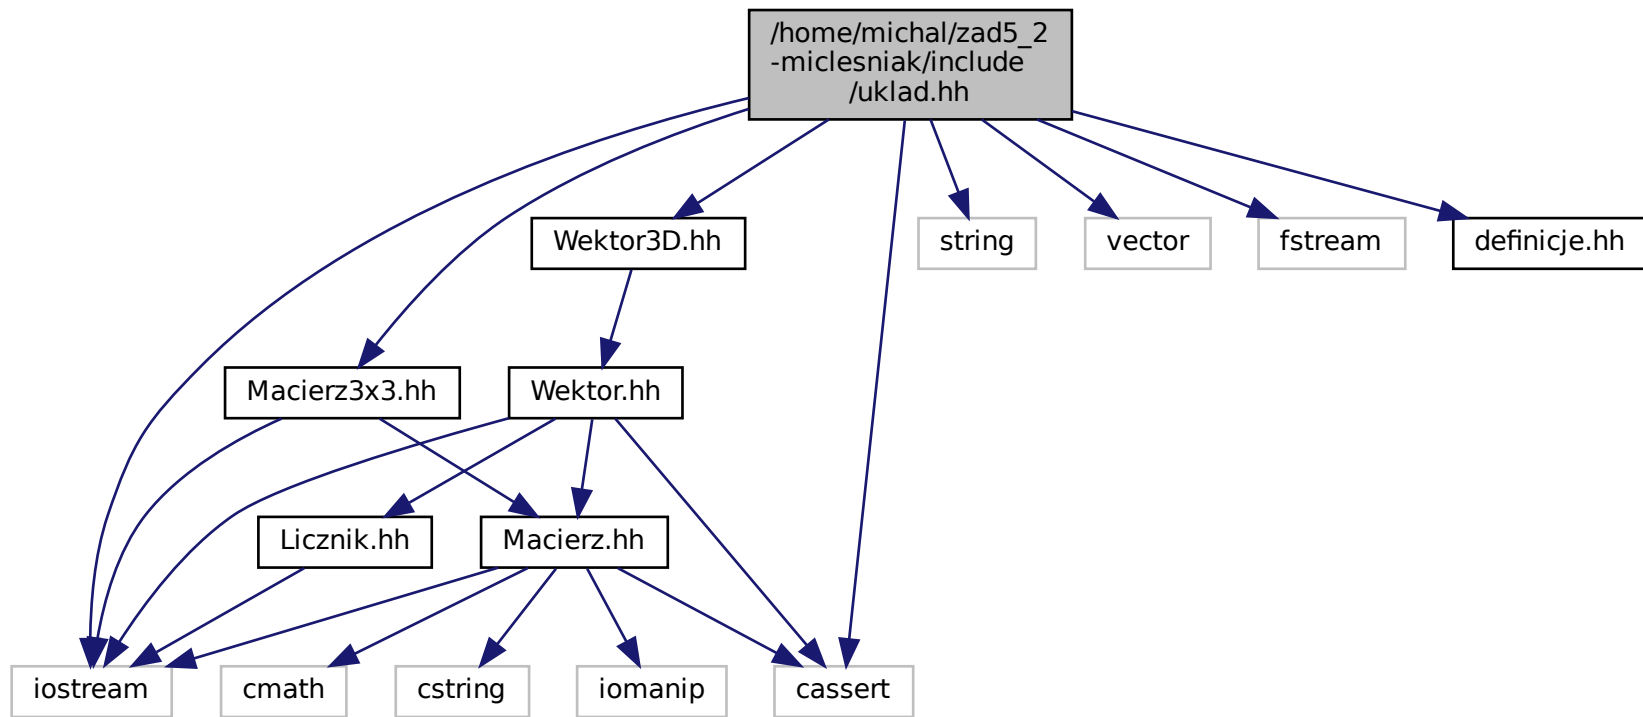 /home/michal/zad5_2
-miclesniak/include
/uklad.hh
Wektor3D.hh
string
vector
fstream
definicje.hh
Macierz3x3.hh
Wektor.hh
Licznik.hh
Macierz.hh
iostream
cmath
cstring
iomanip
cassert